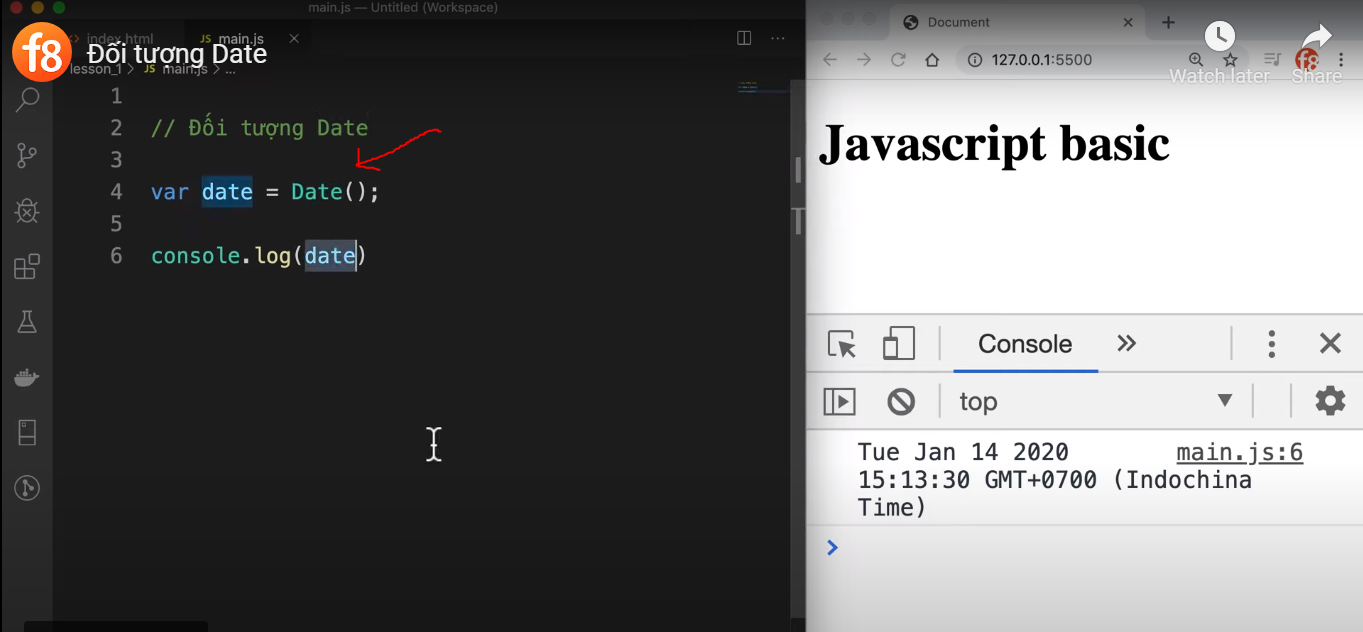 main.js — Untitled (Workspace)
index.html
JS main.js
f8 Đối tượng Date
lesson_1 > JS main.js > ...
1
2 // Đối tượng Date
3
4 var date = Date();
5
6 console.log(date)
Document
127.0.0.1:5500
Watch later
Share
Javascript basic
Console
top
Tue Jan 14 2020 main.js:6
15:13:30 GMT+0700 (Indochina
Time)